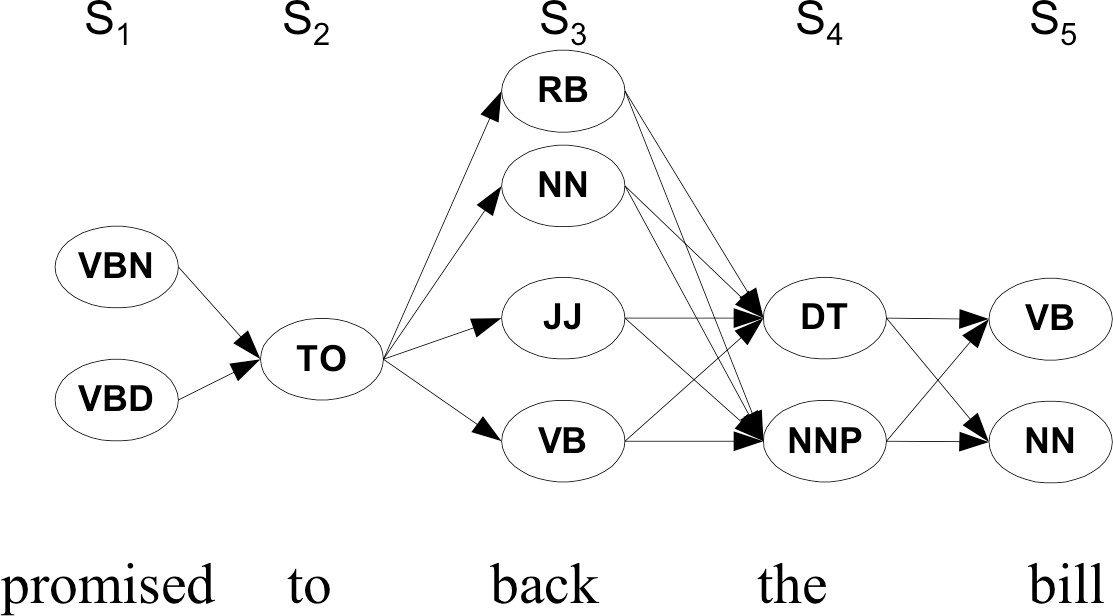 S1 S2 S3 S4 S5
RB
NN
VBN
JJ DT VB
TO
VBD
VB NNP NN
promised to back the bill